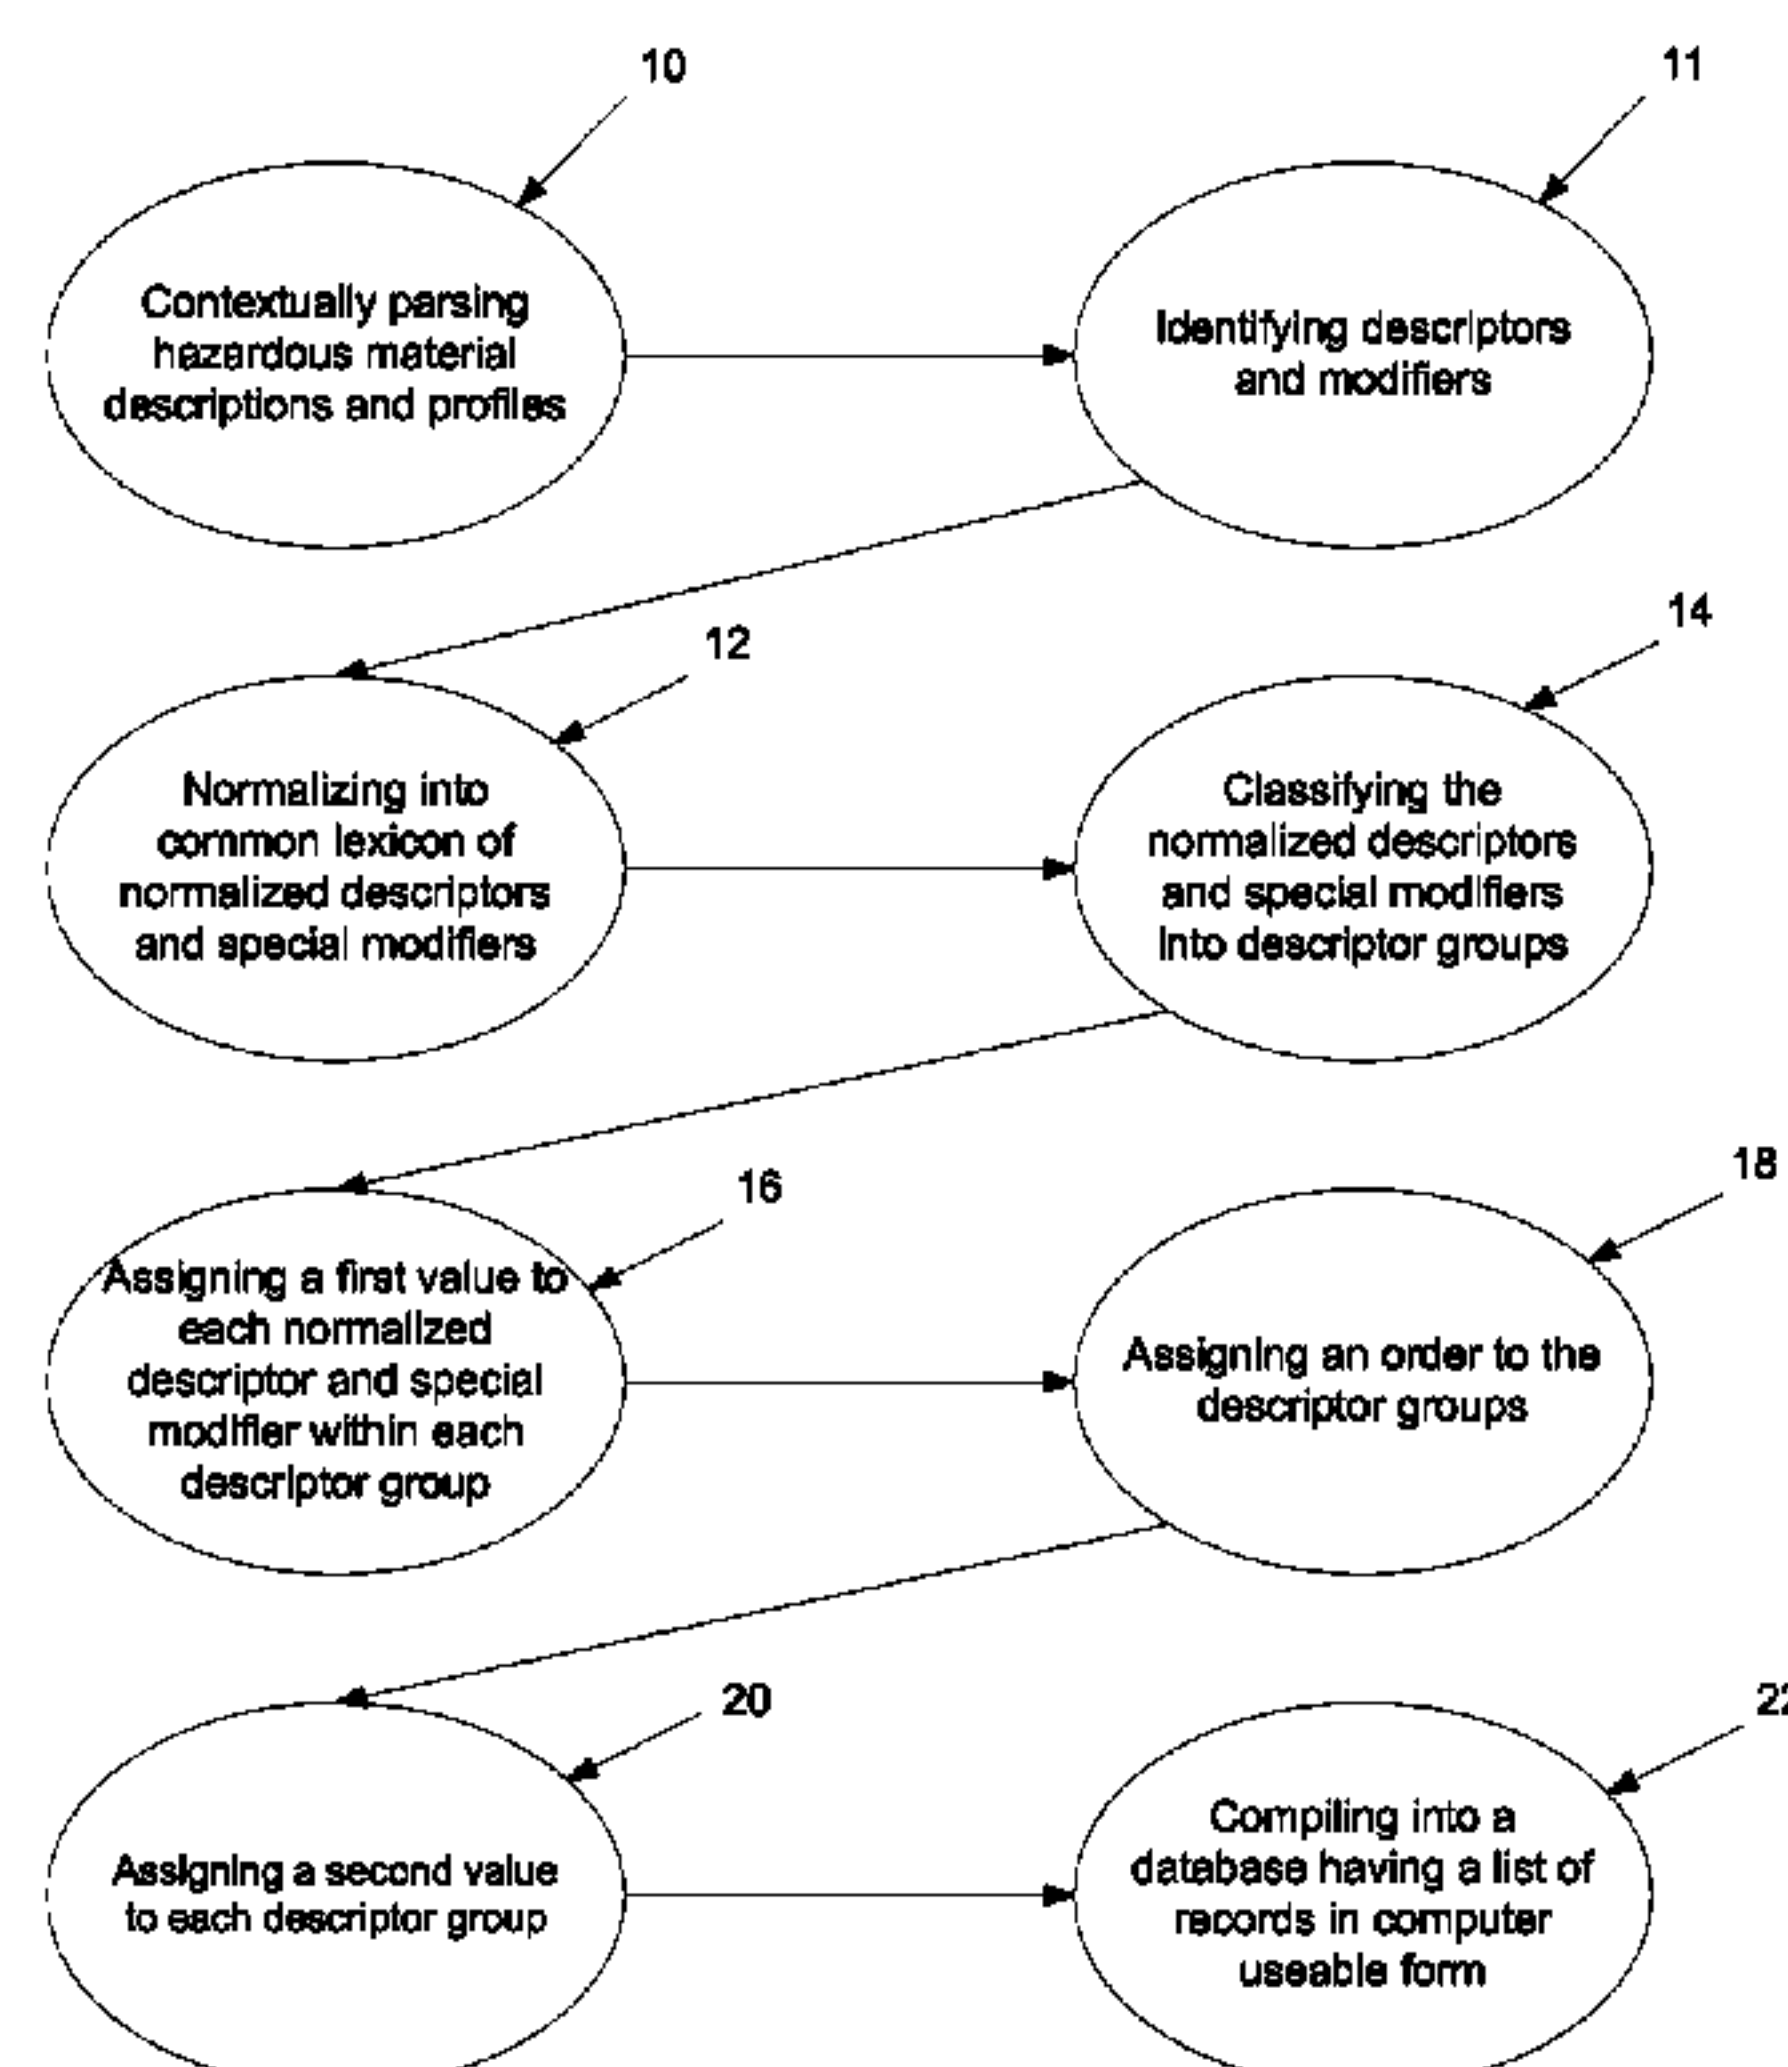 10
11
Contextually parsing
hazardous material
descriptions and profiles
Identifying descriptors
and modifiers
12
14
Normalizing into
common lexicon of
normalized descriptors
and special modifiers
Classifying the
normalized descriptors
and special modifiers
into descriptor groups
16
18
Assigning a first value to
each normalized
descriptor and special
modifier within each
descriptor group
Assigning an order to the
descriptor groups
20
22
Assigning a second value
to each descriptor group
Compiling into a
database having a list of
records in computer
useable form